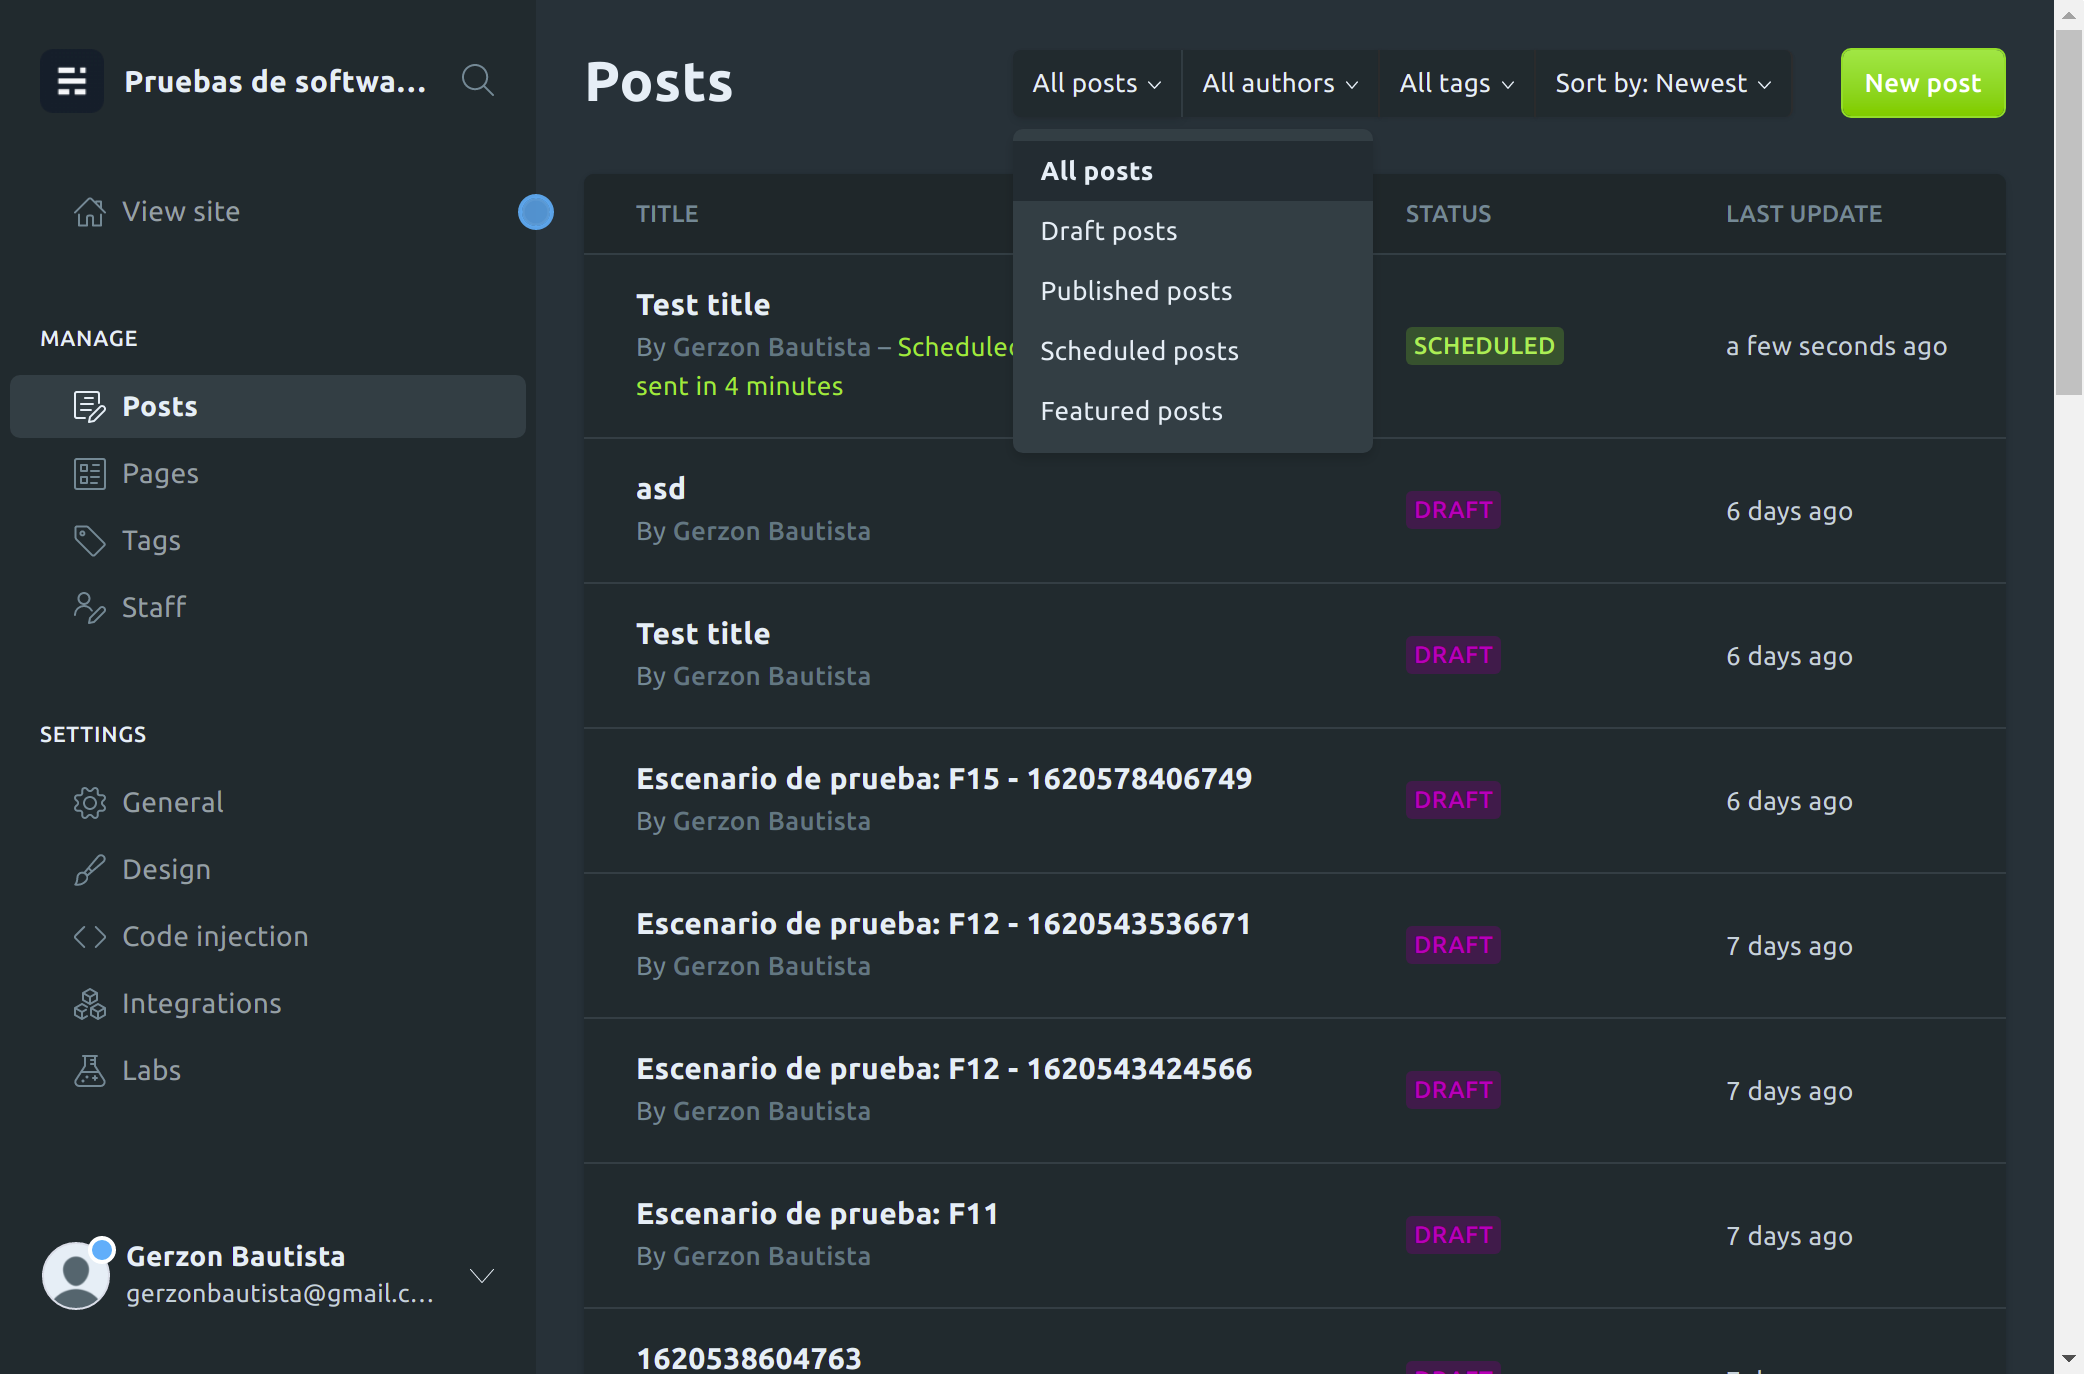 Pruebas de softwa...
View site
MANAGE
Posts
Pages
Tags
Staff
SETTINGS
General
Design
Code injection
Integrations
Labs
Gerzon Bautista
gerzonbautista@gmail.c...
Posts
All posts
All authors
All tags
Sort by: Newest
New post
All posts
Draft posts
Published posts
Scheduled posts
Featured posts
TITLE
STATUS
LAST UPDATE
Test title
By Gerzon Bautista – Scheduled
sent in 4 minutes
SCHEDULED
a few seconds ago
asd
By Gerzon Bautista
DRAFT
6 days ago
Test title
By Gerzon Bautista
DRAFT
6 days ago
Escenario de prueba: F15 - 1620578406749
By Gerzon Bautista
DRAFT
6 days ago
Escenario de prueba: F12 - 1620543536671
By Gerzon Bautista
DRAFT
7 days ago
Escenario de prueba: F12 - 1620543424566
By Gerzon Bautista
DRAFT
7 days ago
Escenario de prueba: F11
By Gerzon Bautista
DRAFT
7 days ago
1620538604763
DRAFT